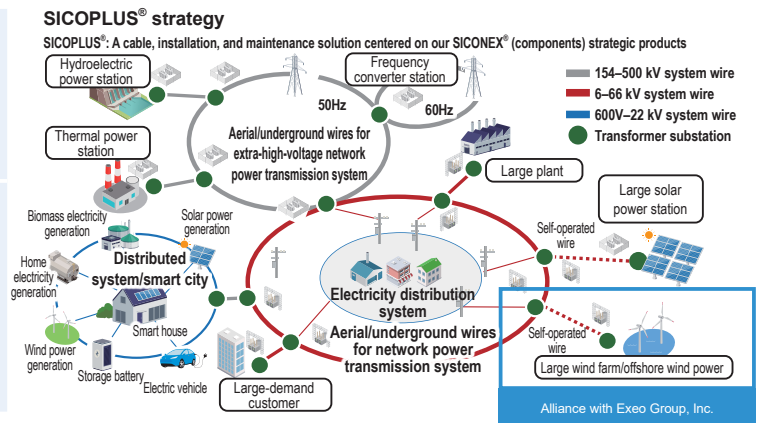 SICOPLUS® strategy
SICOPLUS®: A cable, installation, and maintenance solution centered on our SICONEX® (components) strategic products
Hydroelectric
power station
Frequency
converter station
154–500 kV system wire
6–66 kV system wire
600V–22 kV system wire
Transformer substation
50Hz
60Hz
Aerial/underground wires for
extra-high-voltage network
power transmission system
Thermal power
station
Large plant
Large solar
power station
Biomass electricity
generation
Solar power
generation
Self-operated
wire
Distributed
system/smart city
Home
electricity
generation
Electricity distribution
system
Smart house
Aerial/underground wires
for network power
transmission system
Self-operated
wire
Wind power
generation
Storage battery
Electric vehicle
Large-demand
customer
Large wind farm/offshore wind power
Alliance with Exeo Group, Inc.